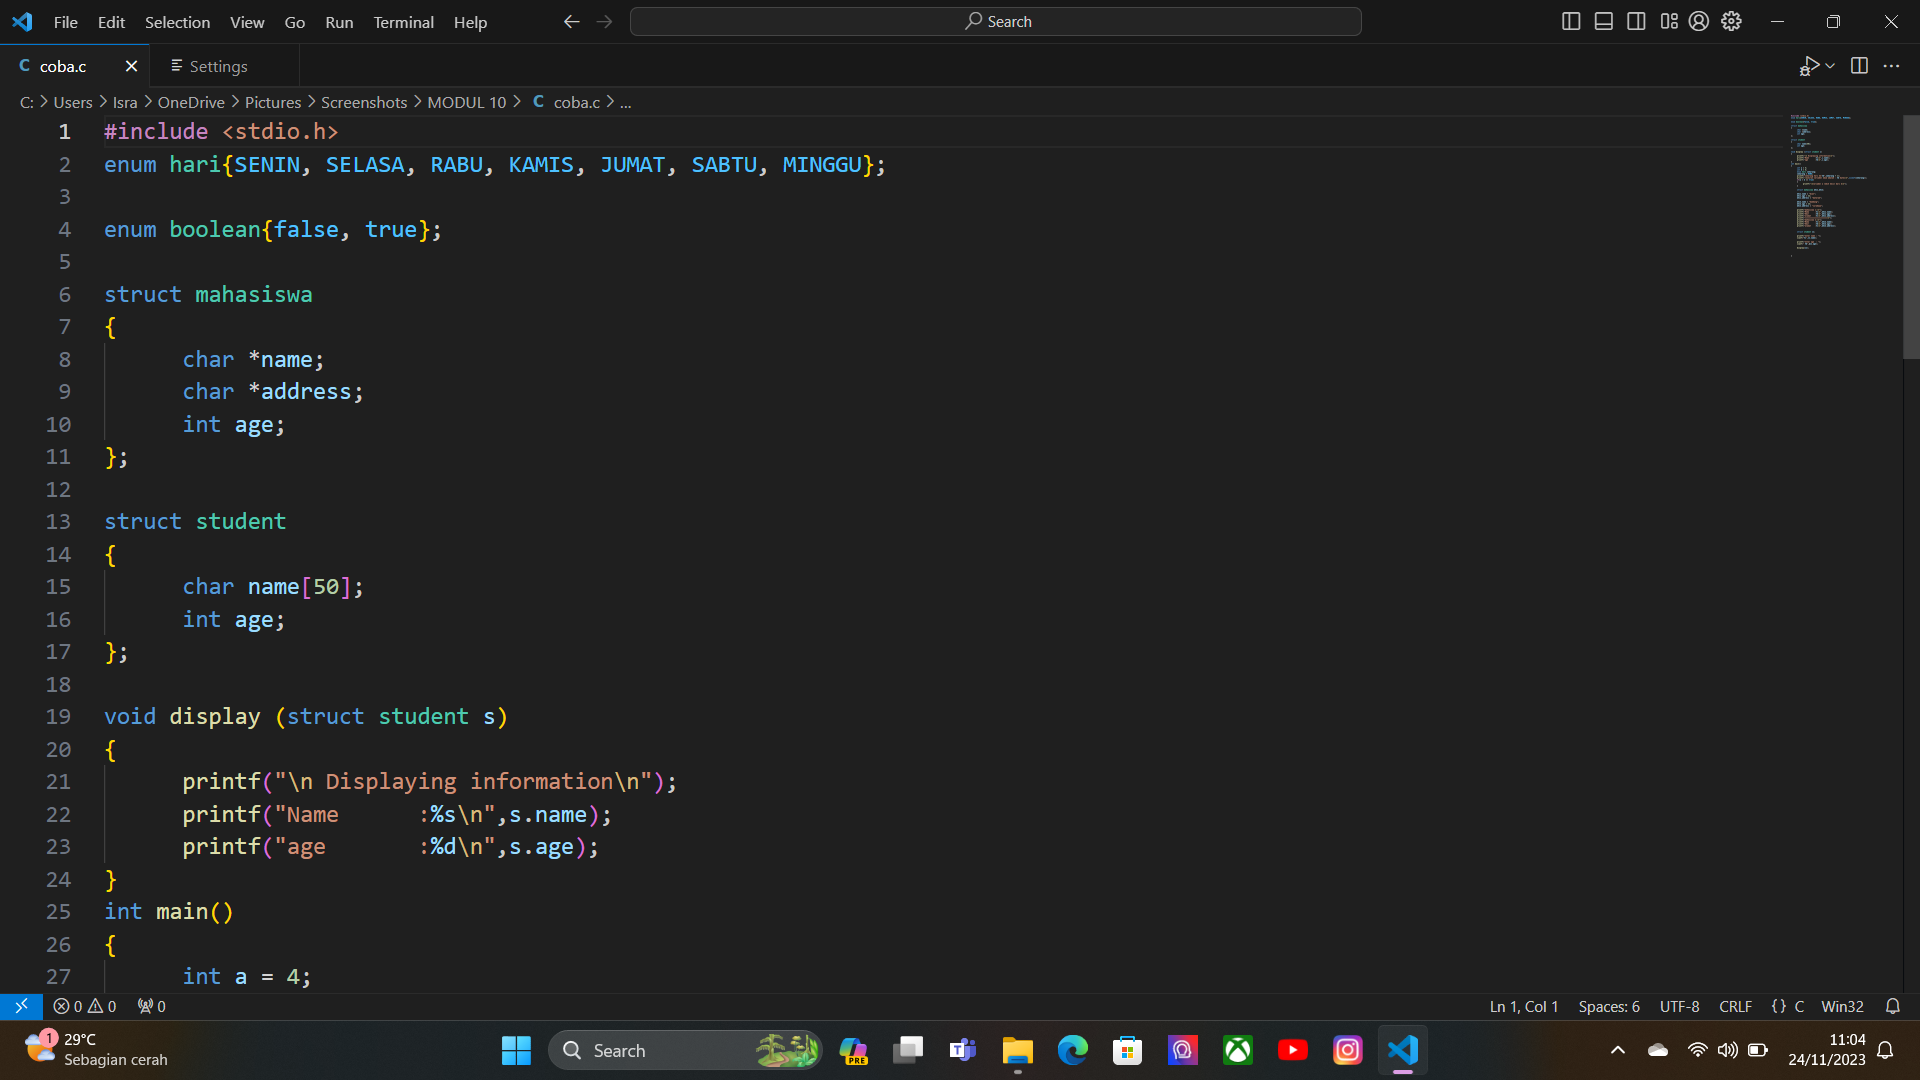 File Edit Selection View Go Run Terminal Help
Search
C coba.c
Settings
C: > Users > Isra > OneDrive > Pictures > Screenshots > MODUL 10 > C coba.c > ...
1 #include <stdio.h>
2 enum hari{SENIN, SELASA, RABU, KAMIS, JUMAT, SABTU, MINGGU};
3
4 enum boolean{false, true};
5
6 struct mahasiswa
7 {
8 char *name;
9 char *address;
10 int age;
11 };
12
13 struct student
14 {
15 char name[50];
16 int age;
17 };
18
19 void display (struct student s)
20 {
21 printf("\n Displaying information\n");
22 printf("Name      :%s\n",s.name);
23 printf("age       :%d\n",s.age);
24 }
25 int main()
26 {
27 int a = 4;
0 0 0
Ln 1, Col 1 Spaces: 6 UTF-8 CRLF {} C Win32
1
29°C
Sebagian cerah
Search
PRE
11:04
24/11/2023